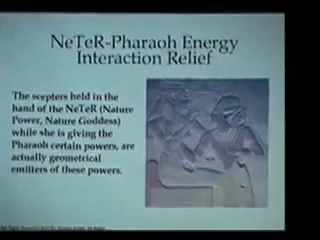 NeTeR-Pharaoh Energy
Interaction Relief
The scepters held in the
hand of the NeTeR (Nature
Power, Nature Goddess)
while she is giving the
Pharaoh certain powers, are
actually geometrical
emitters of these powers.